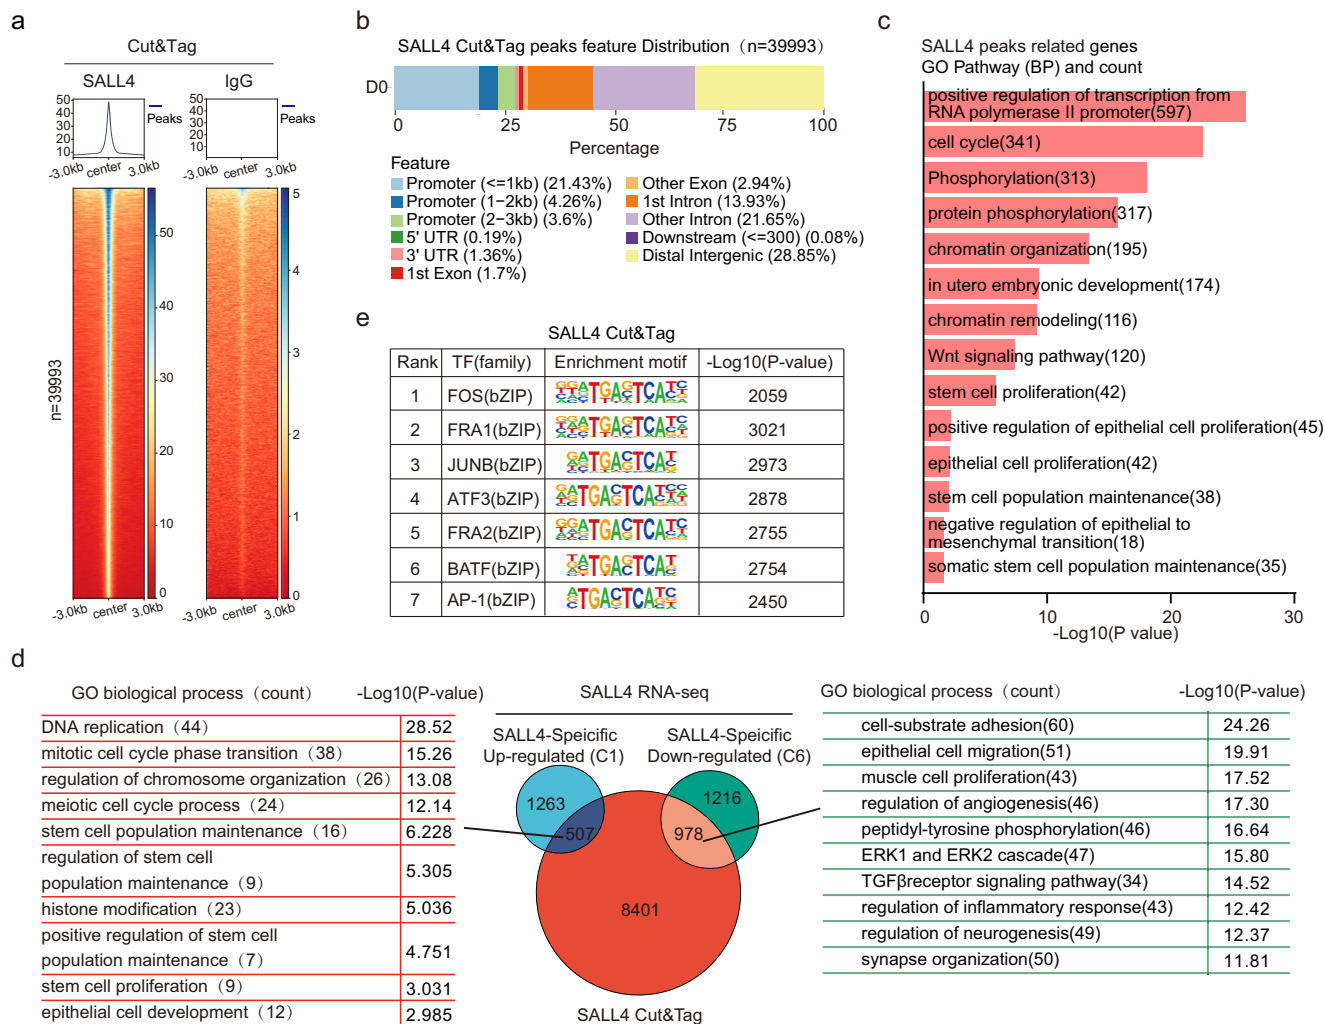 a
Cut&Tag
SALL4
IgG
50
40
30
20
10
Peaks
-3.0kb
center
3.0kb
50
40
30
20
10
Peaks
-3.0kb
center
3.0kb
n=39993
50
40
30
20
10
0
5
4
3
2
1
0
-3.0kb
center
3.0kb
-3.0kb
center
3.0kb
b
SALL4 Cut&Tag peaks feature Distribution（n=39993）
D0
0
25
50
75
100
Percentage
Feature
Promoter (<=1kb) (21.43%)
Promoter (1−2kb) (4.26%)
Promoter (2−3kb) (3.6%)
5' UTR (0.19%)
3' UTR (1.36%)
1st Exon (1.7%)
Other Exon (2.94%)
1st Intron (13.93%)
Other Intron (21.65%)
Downstream (<=300) (0.08%)
Distal Intergenic (28.85%)
c
SALL4 peaks related genes
GO Pathway (BP) and count
positive regulation of transcription from
RNA polymerase II promoter(597)
cell cycle(341)
Phosphorylation(313)
protein phosphorylation(317)
chromatin organization(195)
in utero embryonic development(174)
chromatin remodeling(116)
Wnt signaling pathway(120)
stem cell proliferation(42)
positive regulation of epithelial cell proliferation(45)
epithelial cell proliferation(42)
stem cell population maintenance(38)
negative regulation of epithelial to
mesenchymal transition(18)
somatic stem cell population maintenance(35)
0
10
20
30
-Log10(P value)
e
SALL4 Cut&Tag
Rank TF(family) Enrichment motif -Log10(P-value)
1 FOS(bZIP) TGAGTCA 2059
2 FRA1(bZIP) TGAGTCA 3021
3 JUNB(bZIP) TGACTCA 2973
4 ATF3(bZIP) TGACTCA 2878
5 FRA2(bZIP) TGAGTCA 2755
6 BATF(bZIP) TGACTCA 2754
7 AP-1(bZIP) TGACTCA 2450
d
GO biological process（count） -Log10(P-value)
DNA replication（44） 28.52
mitotic cell cycle phase transition（38） 15.26
regulation of chromosome organization（26） 13.08
meiotic cell cycle process（24） 12.14
stem cell population maintenance（16） 6.228
regulation of stem cell
population maintenance（9） 5.305
histone modification（23） 5.036
positive regulation of stem cell
population maintenance（7） 4.751
stem cell proliferation（9） 3.031
epithelial cell development（12） 2.985
SALL4 RNA-seq
SALL4-Speicific
Up-regulated (C1)
SALL4-Speicific
Down-regulated (C6)
1263
507
1216
978
8401
SALL4 Cut&Tag
GO biological process（count） -Log10(P-value)
cell-substrate adhesion(60) 24.26
epithelial cell migration(51) 19.91
muscle cell proliferation(43) 17.52
regulation of angiogenesis(46) 17.30
peptidyl-tyrosine phosphorylation(46) 16.64
ERK1 and ERK2 cascade(47) 15.80
TGFβreceptor signaling pathway(34) 14.52
regulation of inflammatory response(43) 12.42
regulation of neurogenesis(49) 12.37
synapse organization(50) 11.81